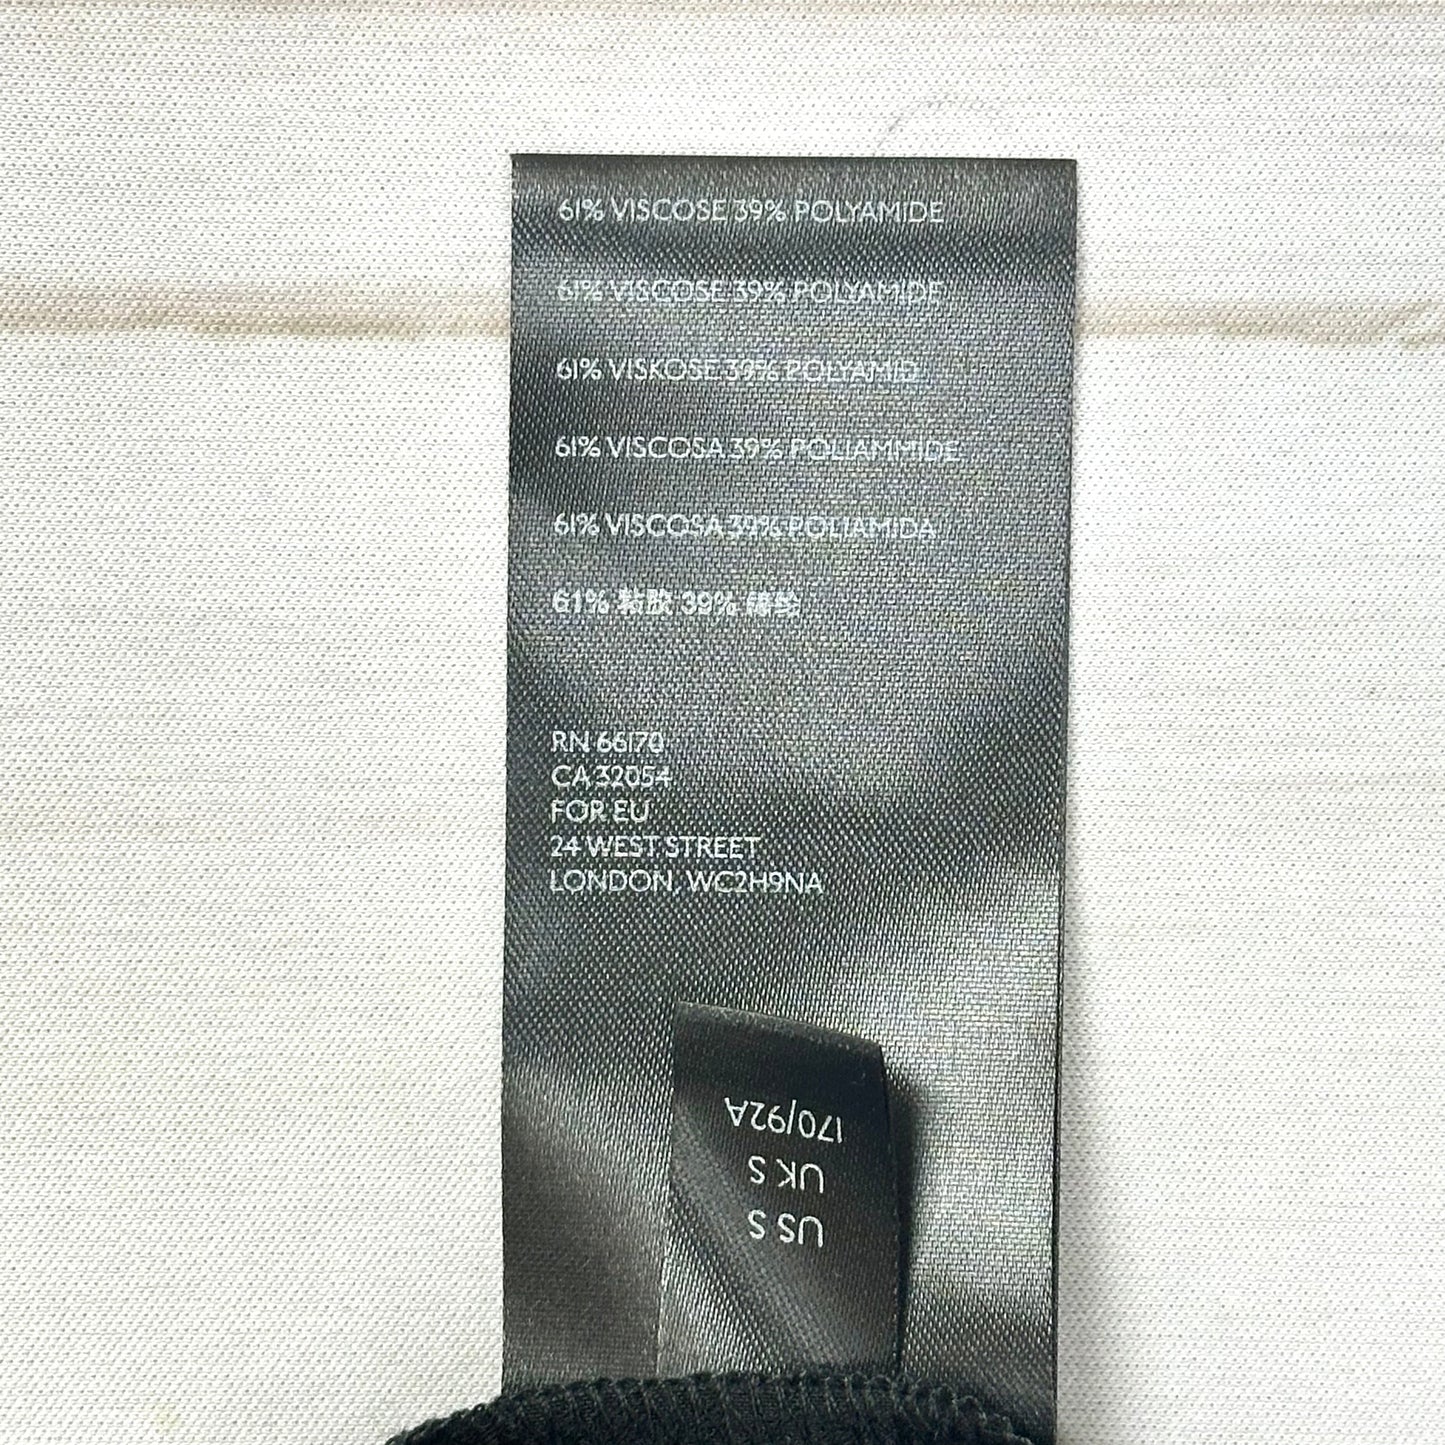 61% VISCOSE 39% POLYAMIDE
61% VISCOSE 39% POLYAMIDE
61% VISKOSE 39% POLYAMID
61% VISCOSA 39% POLIAMMIDE
61% VISCOSA 39% POLIAMIDA
61% 粘胶 39% 锦纶
RN 66170
CA 32054
FOR EU
24 WEST STREET
LONDON, WC2H9NA
US S
UK S
170/92A